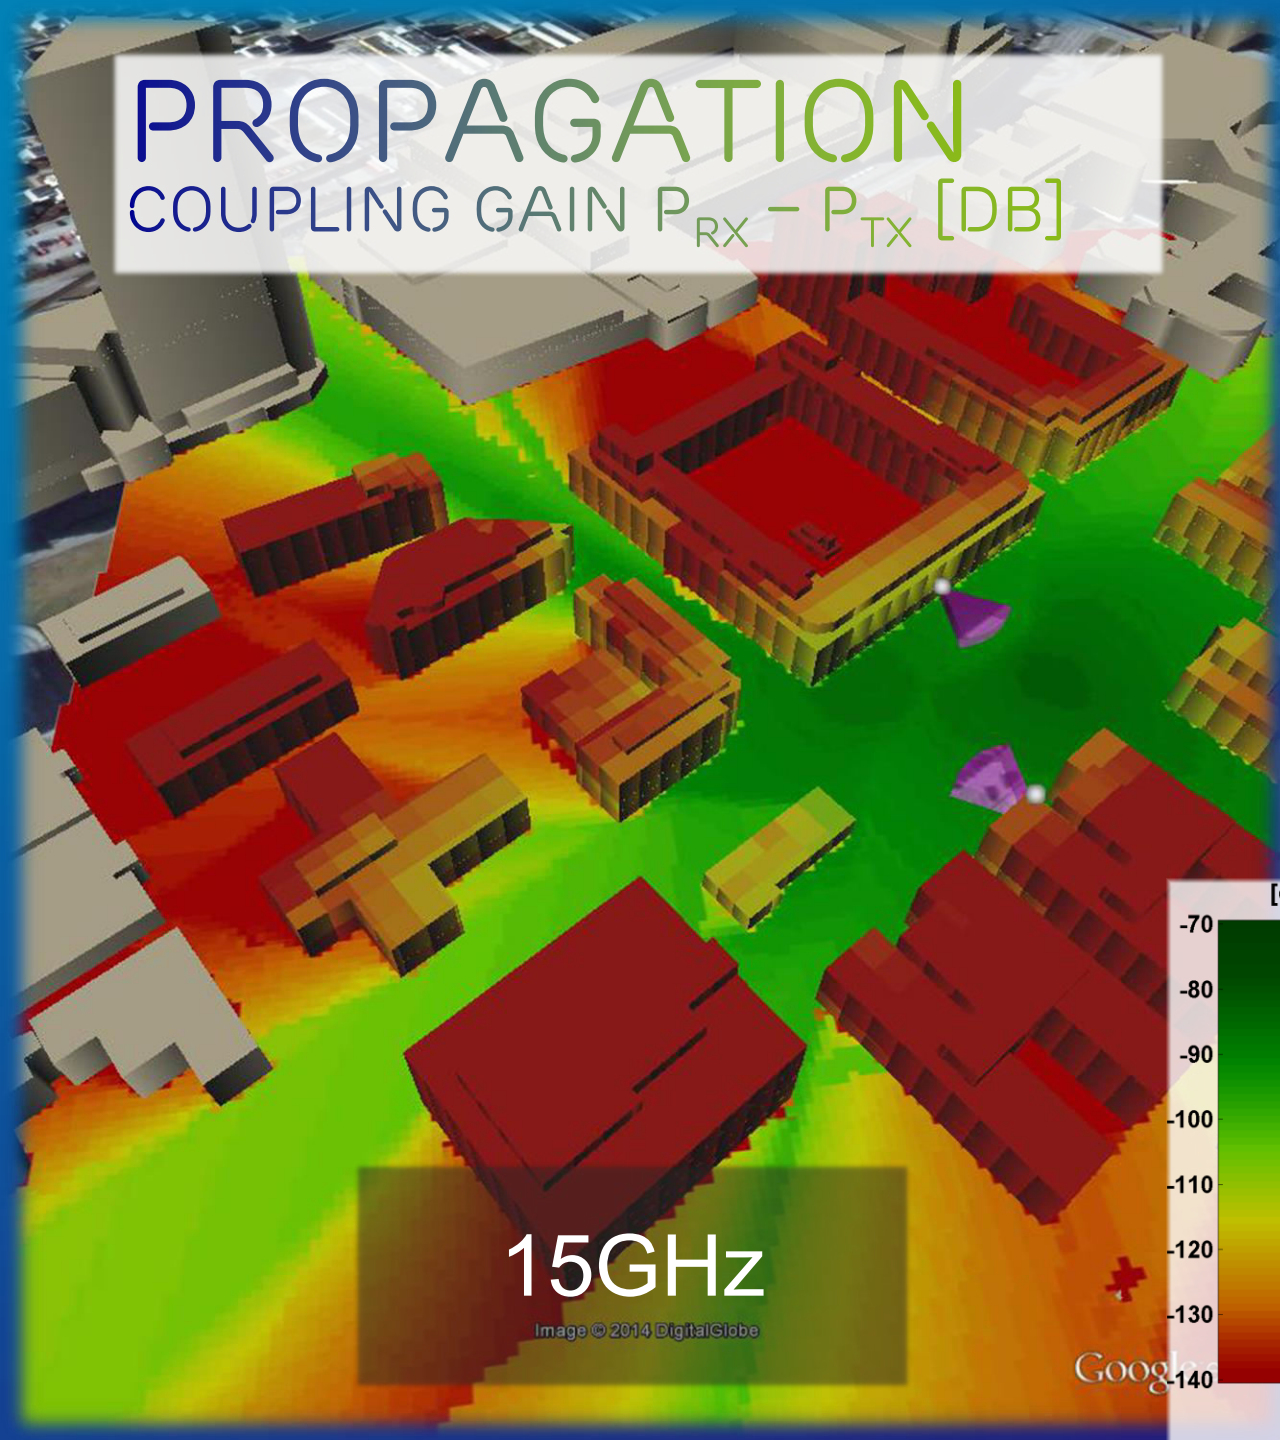 PROPAGATION
COUPLING GAIN PRX – PTX [DB]
-70
-80
-90
-100
-110
-120
-130
-140
15GHz
Image © 2014 DigitalGlobe
Google